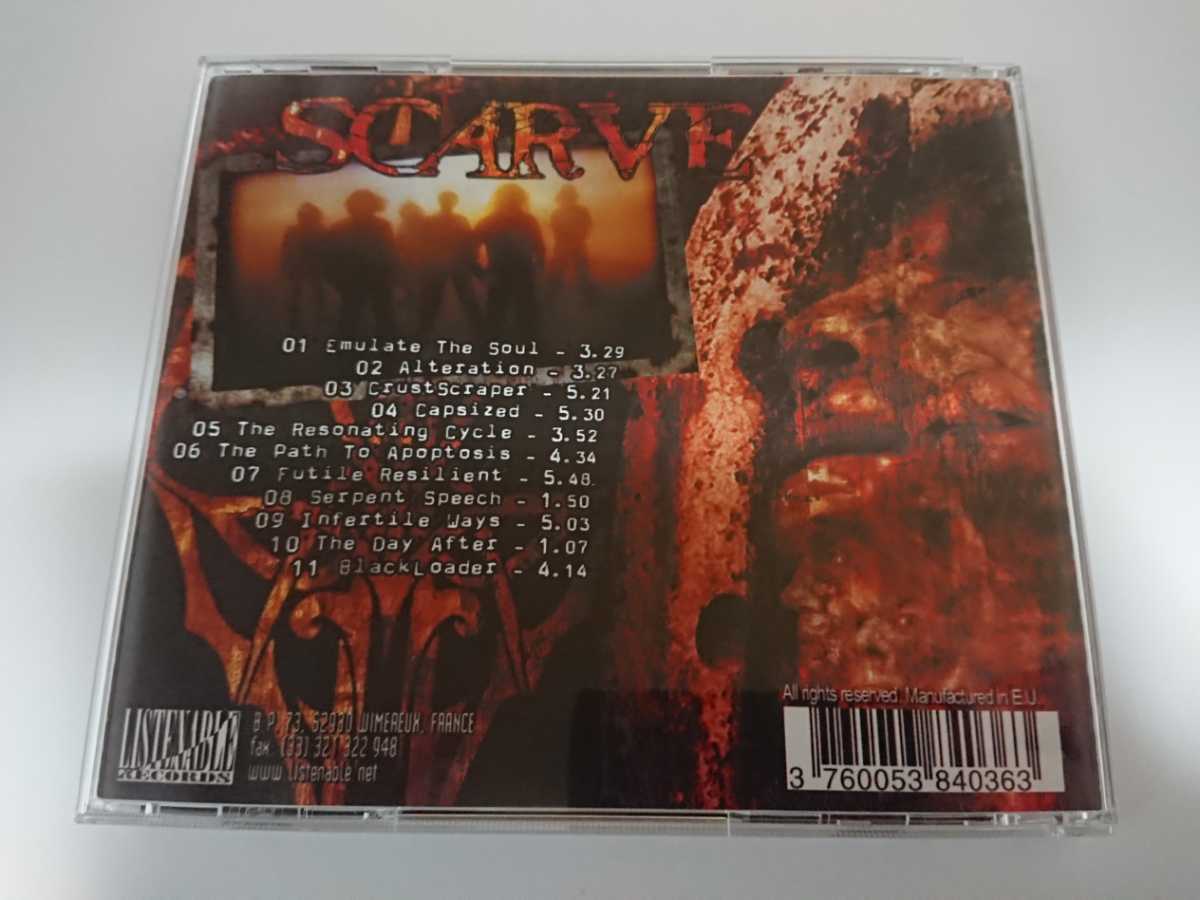 SCARVE
01 Emulate The Soul - 3.29
02 Alteration - 3.27
03 CrustScraper - 5.21
04 Capsized - 5.30
05 The Resonating Cycle - 3.52
06 The Path To Apoptosis - 4.34
07 Futile Resilient - 5.48
08 Serpent Speech - 1.50
09 Infertile Ways - 5.03
10 The Day After - 1.07
11 BlackLoader - 4.14
LISTENABLE
RECORDS
B.P. 73, 62930 WIMEREUX, FRANCE
fax (33) 321 322 948
www.listenable.net
All rights reserved. Manufactured in E.U.
3 760053 840363